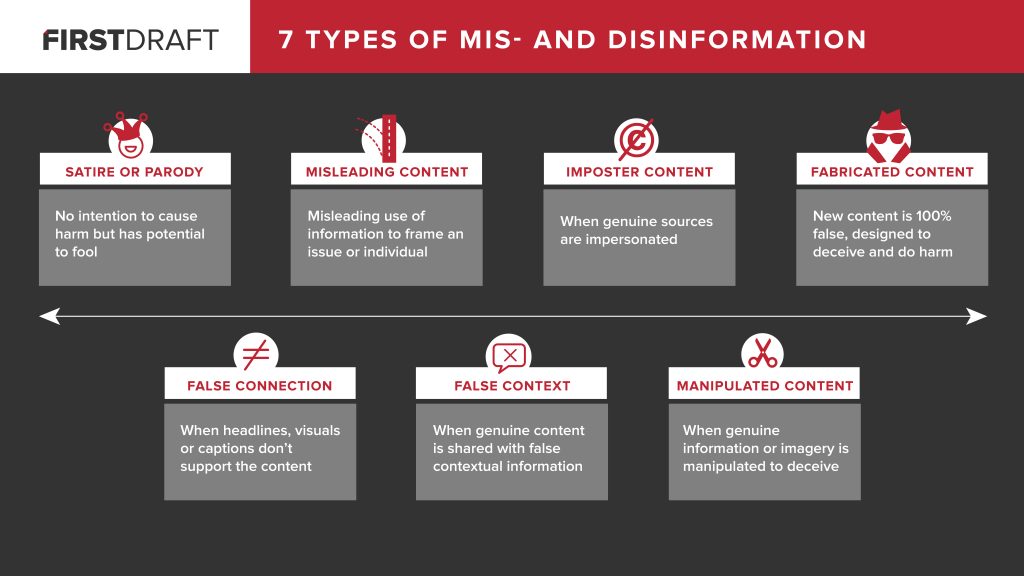 FIRSTDRAFT
7 TYPES OF MIS- AND DISINFORMATION
SATIRE OR PARODY
No intention to cause
harm but has potential
to fool
MISLEADING CONTENT
Misleading use of
information to frame an
issue or individual
IMPOSTER CONTENT
When genuine sources
are impersonated
FABRICATED CONTENT
New content is 100%
false, designed to
deceive and do harm
FALSE CONNECTION
When headlines, visuals
or captions don’t
support the content
FALSE CONTEXT
When genuine content
is shared with false
contextual information
MANIPULATED CONTENT
When genuine
information or imagery is
manipulated to deceive